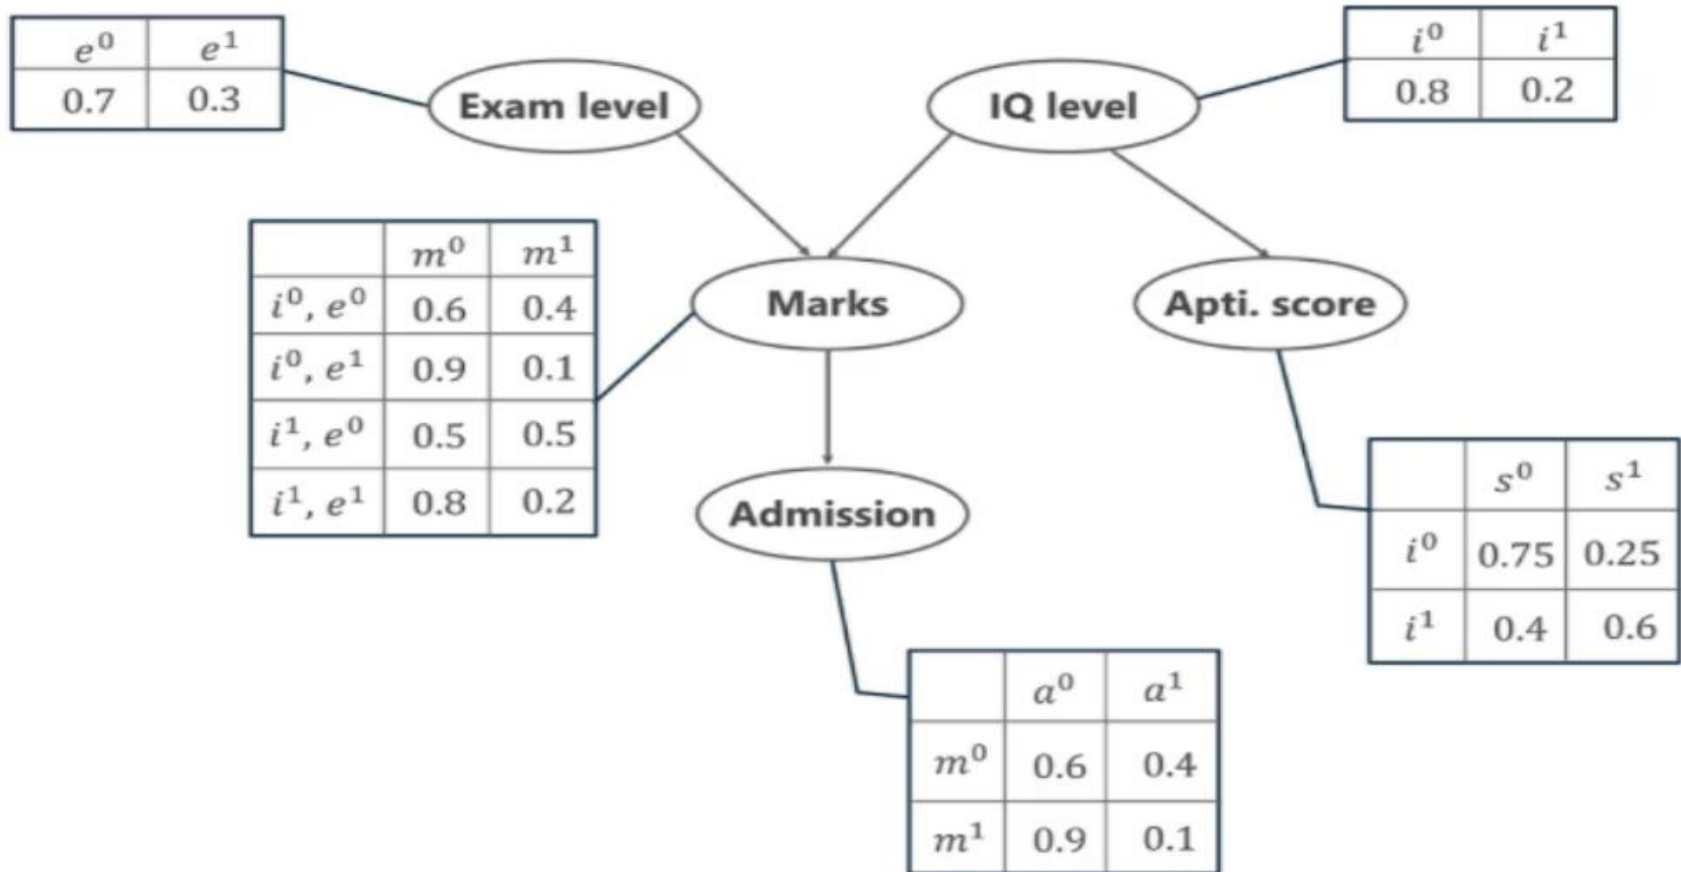 e⁰ e¹
0.7 0.3
Exam level
IQ level
i⁰ i¹
0.8 0.2
m⁰ m¹
i⁰, e⁰ 0.6 0.4
i⁰, e¹ 0.9 0.1
i¹, e⁰ 0.5 0.5
i¹, e¹ 0.8 0.2
Marks
Apti. score
Admission
s⁰ s¹
i⁰ 0.75 0.25
i¹ 0.4 0.6
a⁰ a¹
m⁰ 0.6 0.4
m¹ 0.9 0.1